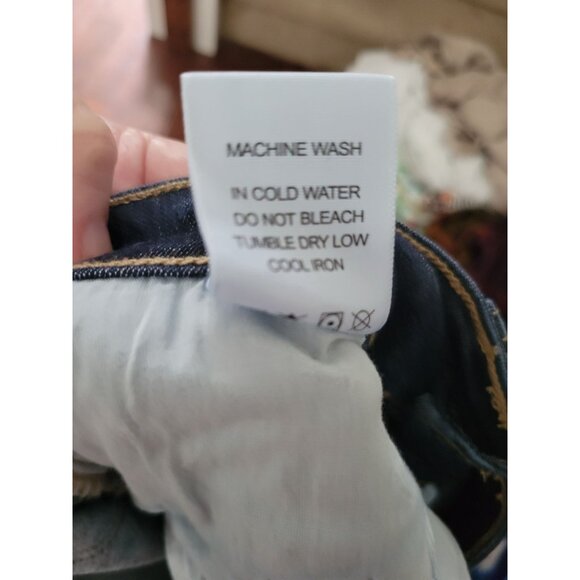 MACHINE WASH
IN COLD WATER
DO NOT BLEACH
TUMBLE DRY LOW
COOL IRON